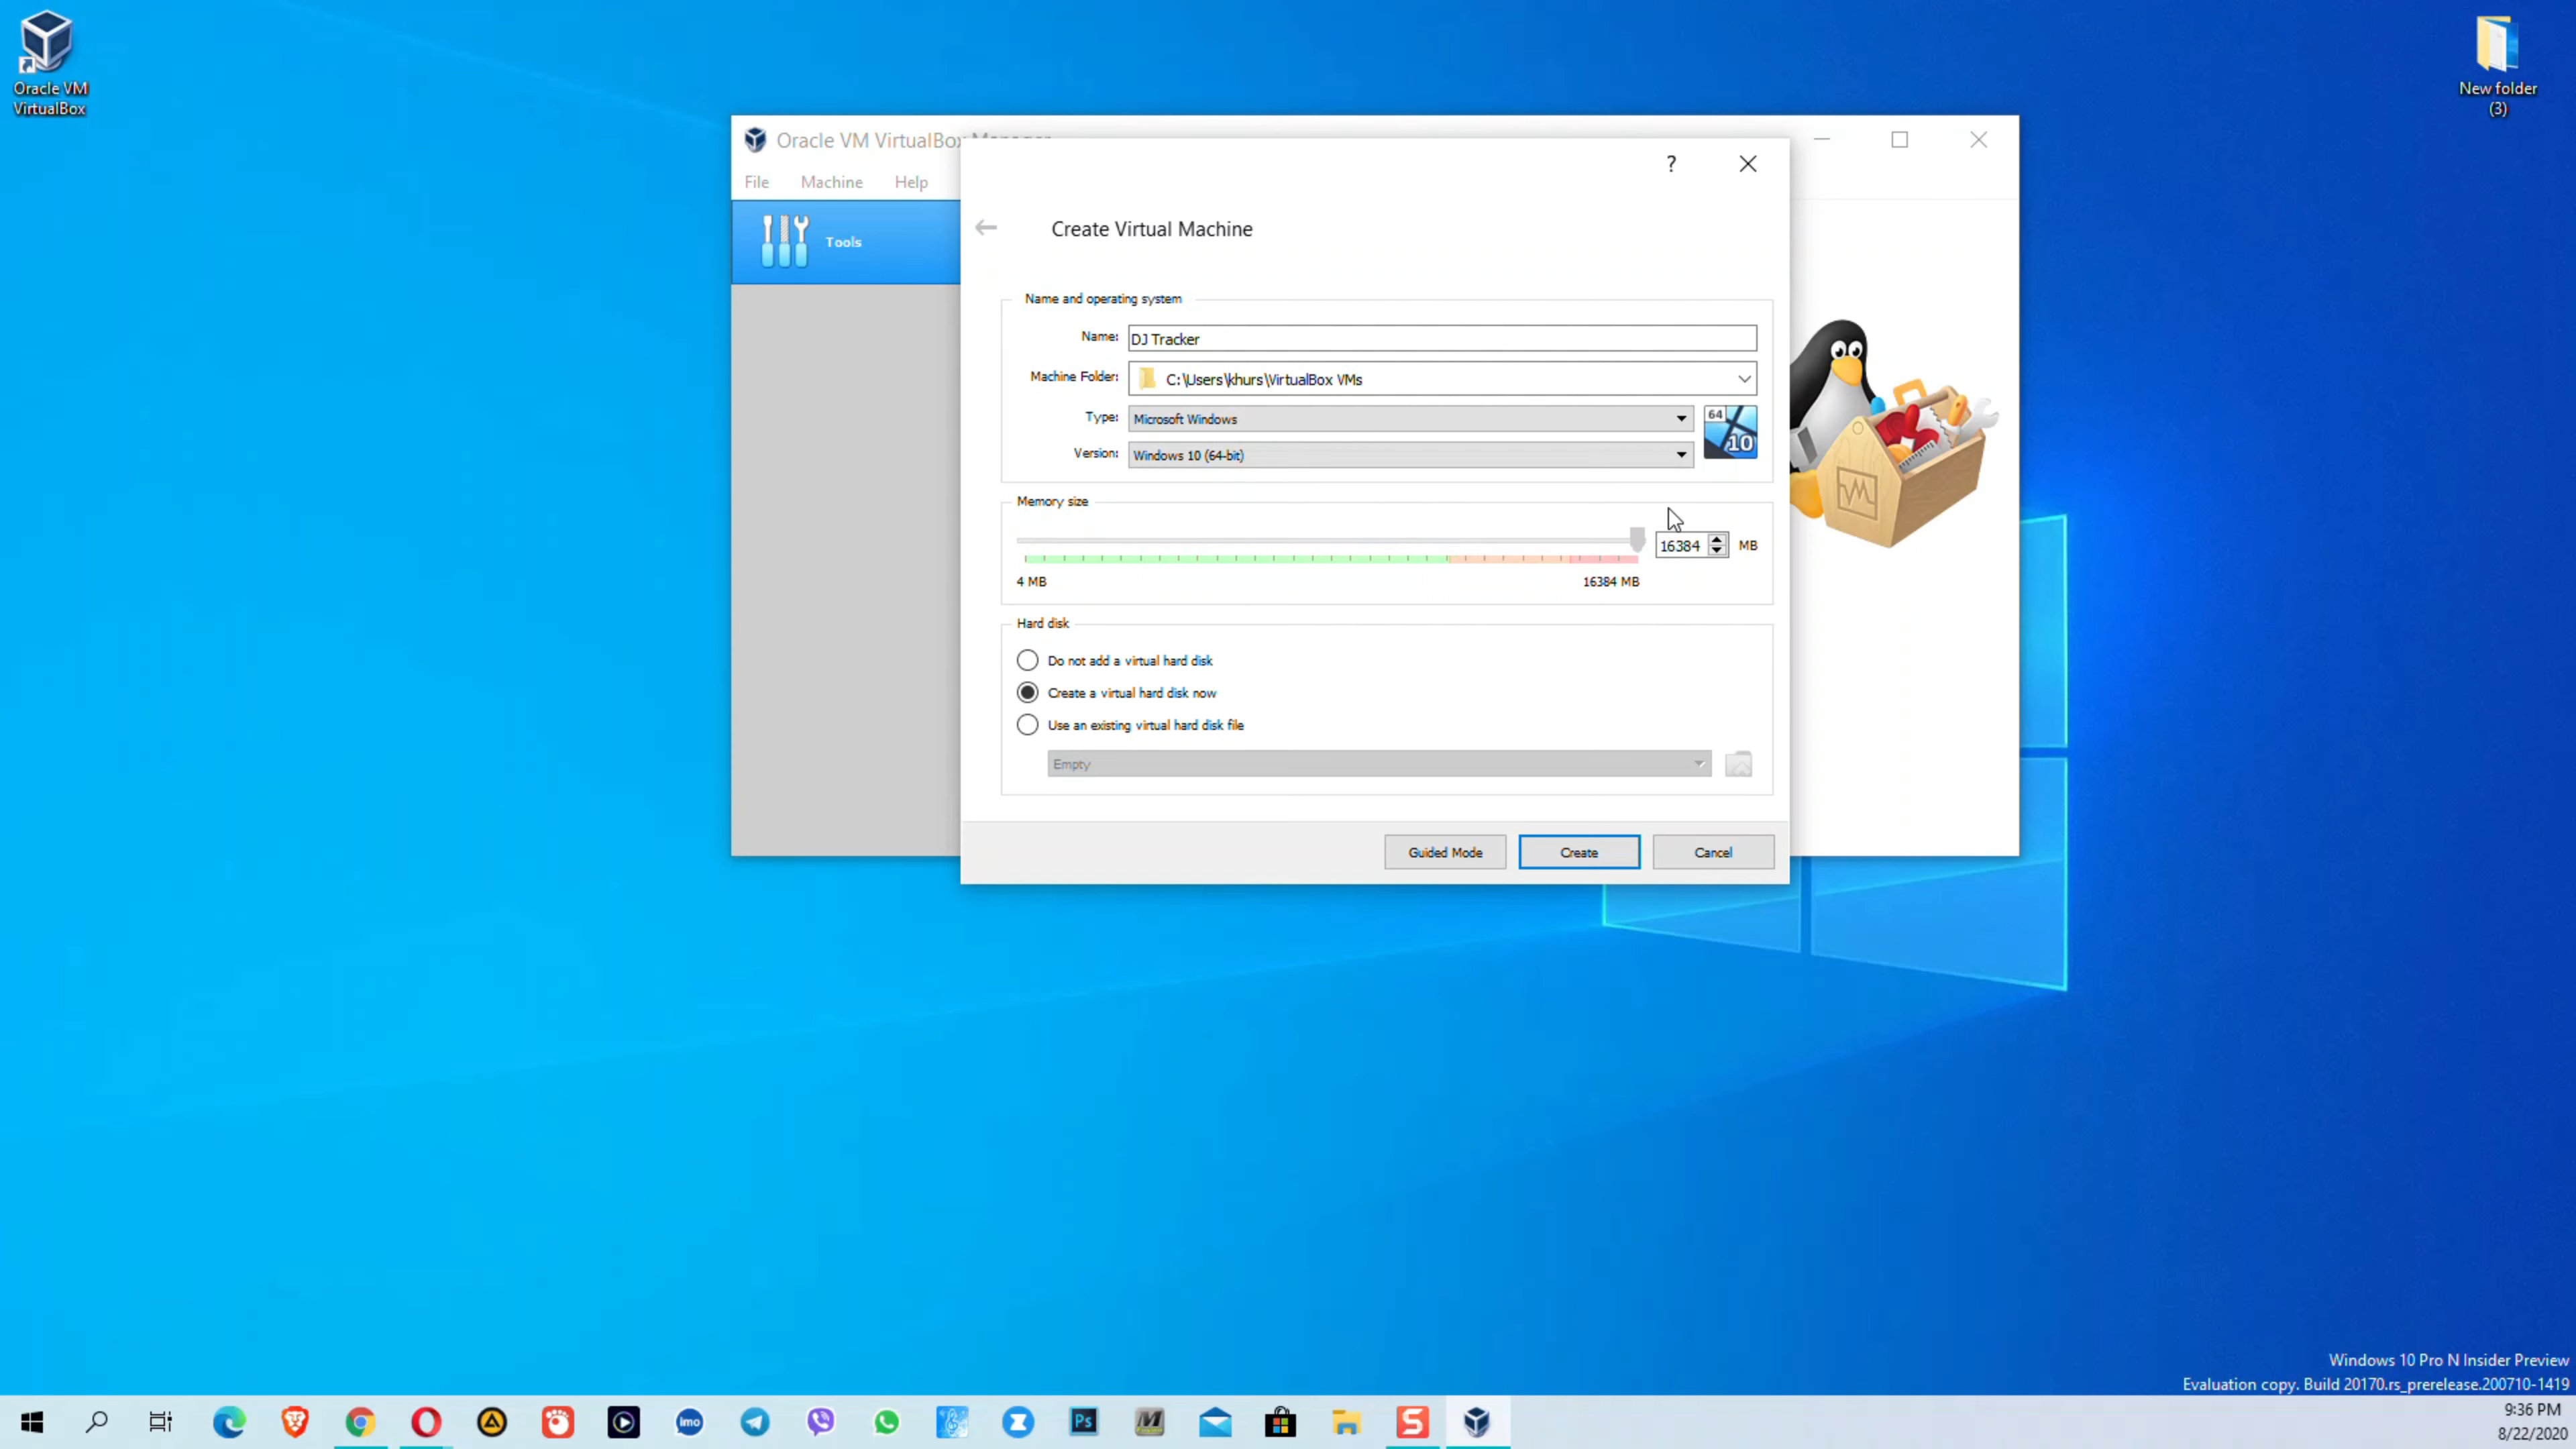 Oracle VM
VirtualBox
New folder
(3)
Oracle VM VirtualBox Manager
File Machine Help
Tools
?
Create Virtual Machine
Name and operating system
Name: DJ Tracker
Machine Folder: C:\Users\khurs\VirtualBox VMs
Type: Microsoft Windows
64
10
Version: Windows 10 (64-bit)
Memory size
16384 MB
4 MB 16384 MB
Hard disk
Do not add a virtual hard disk
Create a virtual hard disk now
Use an existing virtual hard disk file
Empty
Guided Mode Create Cancel
Windows 10 Pro N Insider Preview
Evaluation copy. Build 20170.rs_prerelease.200710-1419
imo
Ps
M
S
9:36 PM
8/22/2020